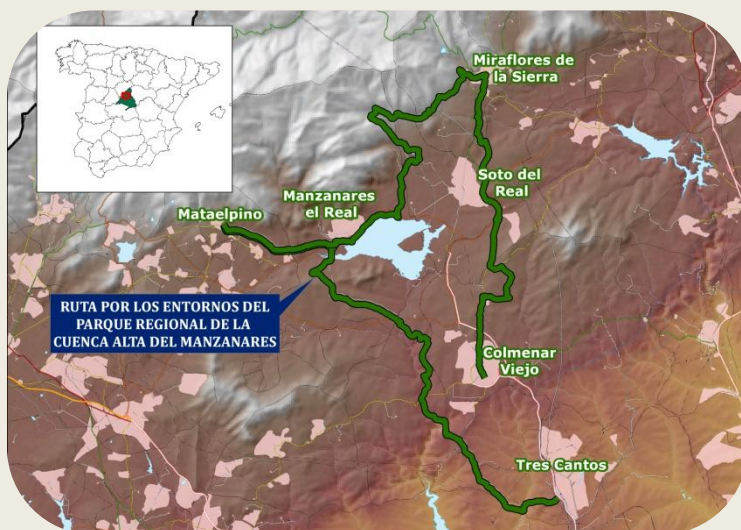 Miraflores de
la Sierra
Manzanares
el Real
Soto del
Real
Mataelpino
RUTA POR LOS ENTORNOS DEL
PARQUE REGIONAL DE LA
CUENCA ALTA DEL MANZANARES
Colmenar
Viejo
Tres Cantos